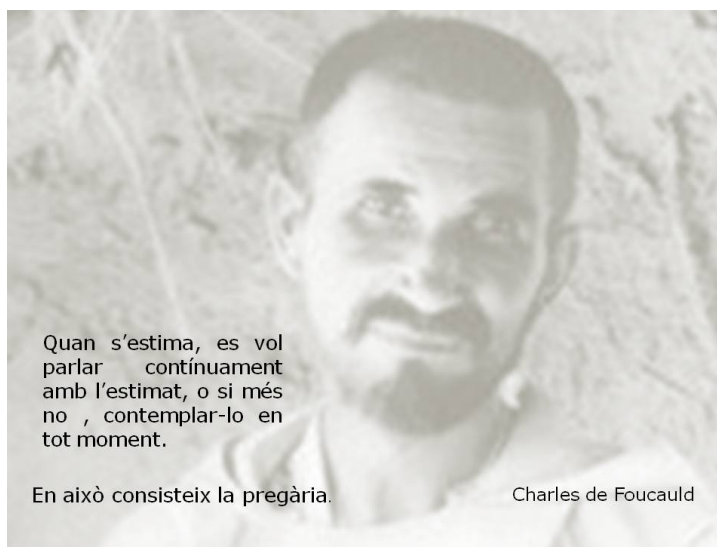 Quan s'estima, es vol
parlar contínuament
amb l'estimat, o si més
no , contemplar-lo en
tot moment.
En això consisteix la pregària.
Charles de Foucauld